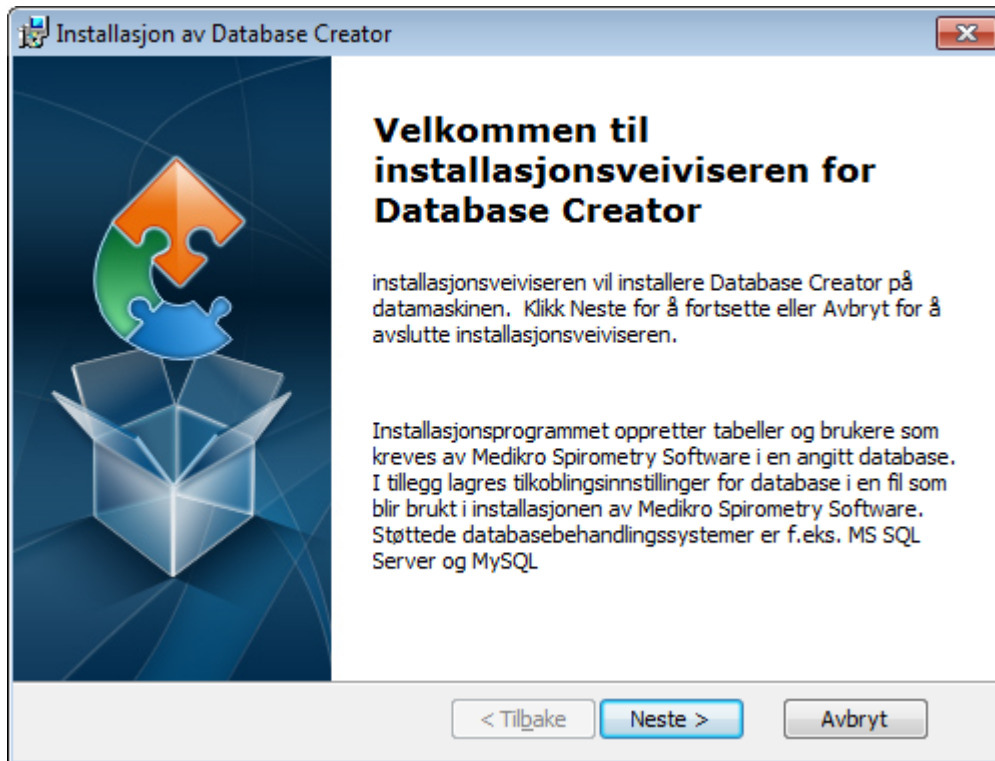 Installasjon av Database Creator
Velkommen til
installasjonsveiviseren for
Database Creator
installasjonsveiviseren vil installere Database Creator på
datamaskinen. Klikk Neste for å fortsette eller Avbryt for å
avslutte installasjonsveiviseren.
Installasjonsprogrammet oppretter tabeller og brukere som
kreves av Medikro Spirometry Software i en angitt database.
I tillegg lagres tilkoblingsinnstillinger for database i en fil som
blir brukt i installasjonen av Medikro Spirometry Software.
Støttede databasebehandlingssystemer er f.eks. MS SQL
Server og MySQL
< Tilbake Neste > Avbryt